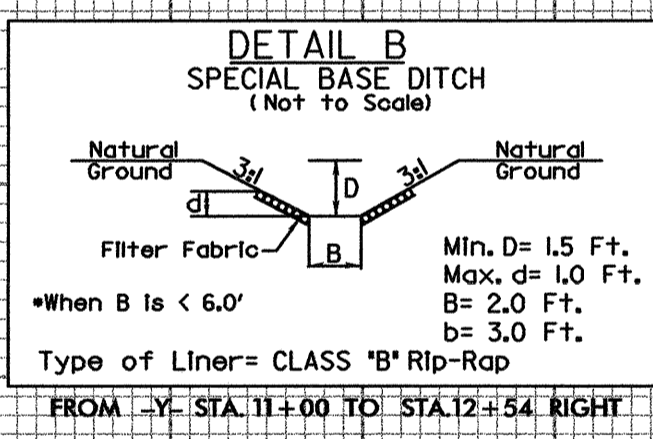 DETAIL B
SPECIAL BASE DITCH
(Not to Scale)
Natural
Ground
3:1
D
3:1
Natural
Ground
d
Filter Fabric
B
*When B is < 6.0'
Min. D= 1.5 Ft.
Max. d= 1.0 Ft.
B= 2.0 Ft.
b= 3.0 Ft.
Type of Liner= CLASS "B" Rip-Rap
FROM -Y- STA. 11+00 TO STA.12+54 RIGHT